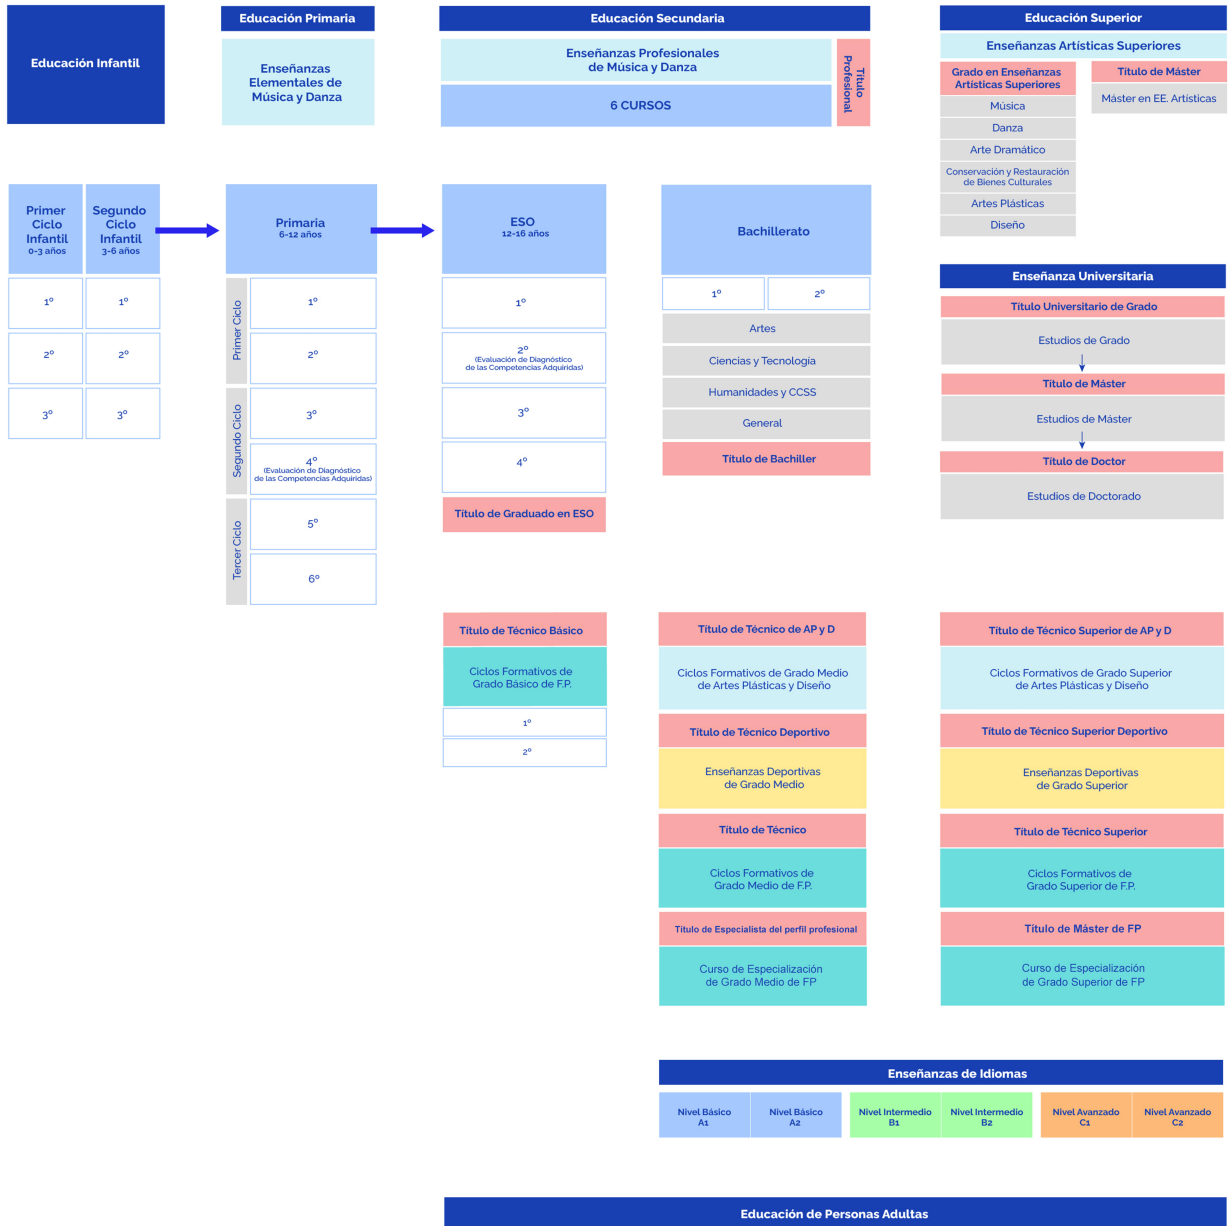 Educación Infantil
Primer
Ciclo
Infantil
0-3 años
Segundo
Ciclo
Infantil
3-6 años
1º
1º
2º
2º
3º
3º
Educación Primaria
Enseñanzas
Elementales de
Música y Danza
Primaria
6-12 años
Primer Ciclo
1º
2º
Segundo Ciclo
3º
4º
(Evaluación de Diagnóstico
de las Competencias Adquiridas)
Tercer Ciclo
5º
6º
Educación Secundaria
Enseñanzas Profesionales
de Música y Danza
6 CURSOS
Título
Profesional
ESO
12-16 años
1º
2º
(Evaluación de Diagnóstico
de las Competencias Adquiridas)
3º
4º
Título de Graduado en ESO
Bachillerato
1º
2º
Artes
Ciencias y Tecnología
Humanidades y CCSS
General
Título de Bachiller
Educación Superior
Enseñanzas Artísticas Superiores
Grado en Enseñanzas
Artísticas Superiores
Música
Danza
Arte Dramático
Conservación y Restauración
de Bienes Culturales
Artes Plásticas
Diseño
Título de Máster
Máster en EE. Artísticas
Enseñanza Universitaria
Título Universitario de Grado
Estudios de Grado
Título de Máster
Estudios de Máster
Título de Doctor
Estudios de Doctorado
Título de Técnico Básico
Ciclos Formativos de
Grado Básico de F.P.
1º
2º
Título de Técnico de AP y D
Ciclos Formativos de Grado Medio
de Artes Plásticas y Diseño
Título de Técnico Deportivo
Enseñanzas Deportivas
de Grado Medio
Título de Técnico
Ciclos Formativos de
Grado Medio de F.P.
Título de Especialista del perfil profesional
Curso de Especialización
de Grado Medio de FP
Título de Técnico Superior de AP y D
Ciclos Formativos de Grado Superior
de Artes Plásticas y Diseño
Título de Técnico Superior Deportivo
Enseñanzas Deportivas
de Grado Superior
Título de Técnico Superior
Ciclos Formativos de
Grado Superior de F.P.
Título de Máster de FP
Curso de Especialización
de Grado Superior de FP
Enseñanzas de Idiomas
Nivel Básico
A1
Nivel Básico
A2
Nivel Intermedio
B1
Nivel Intermedio
B2
Nivel Avanzado
C1
Nivel Avanzado
C2
Educación de Personas Adultas